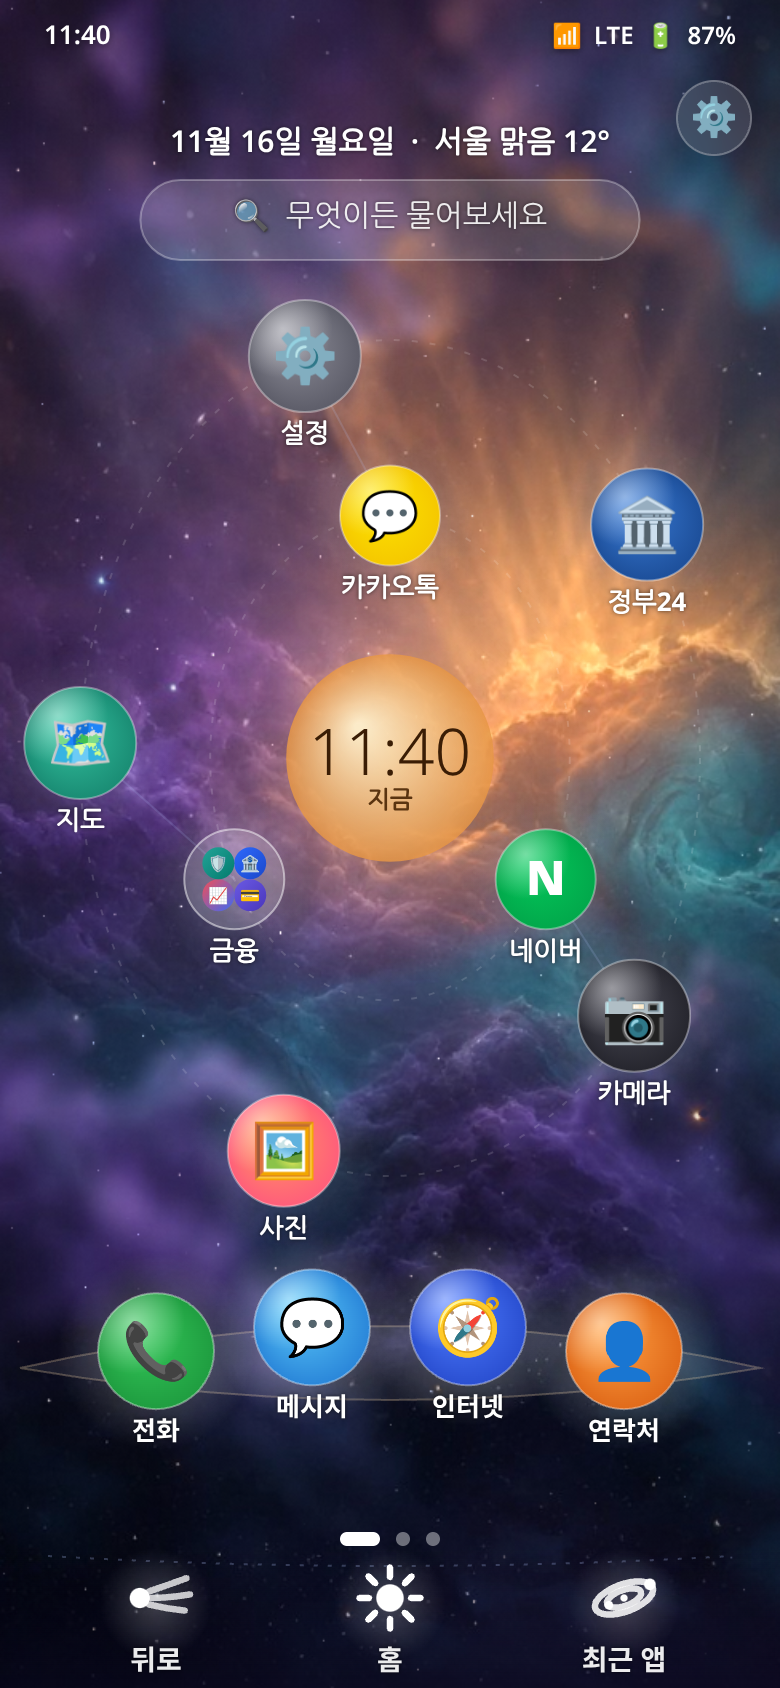 11:40
LTE 87%
11월 16일 월요일 · 서울 맑음 12°
무엇이든 물어보세요
설정
카카오톡
정부24
11:40
지금
지도
금융
N
네이버
카메라
사진
전화
메시지
인터넷
연락처
뒤로
홈
최근 앱